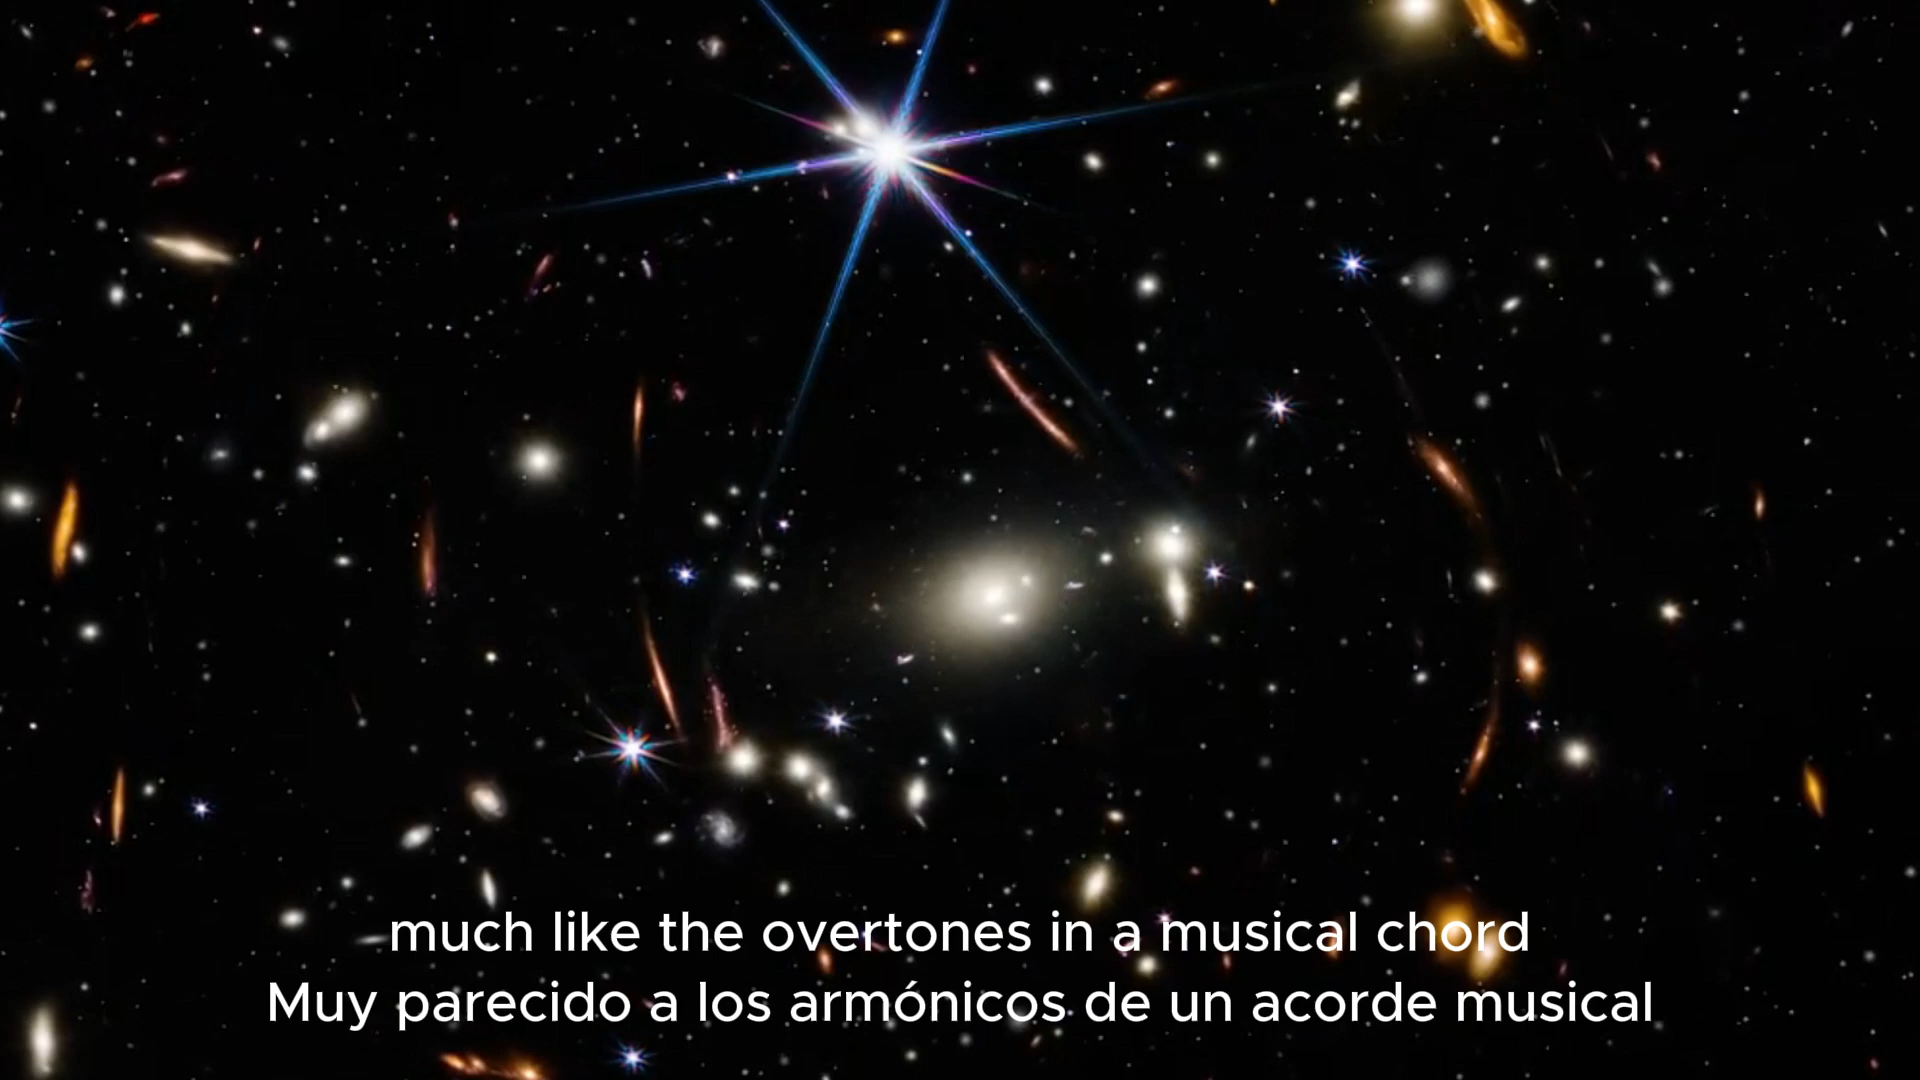 much like the overtones in a musical chord
Muy parecido a los armónicos de un acorde musical